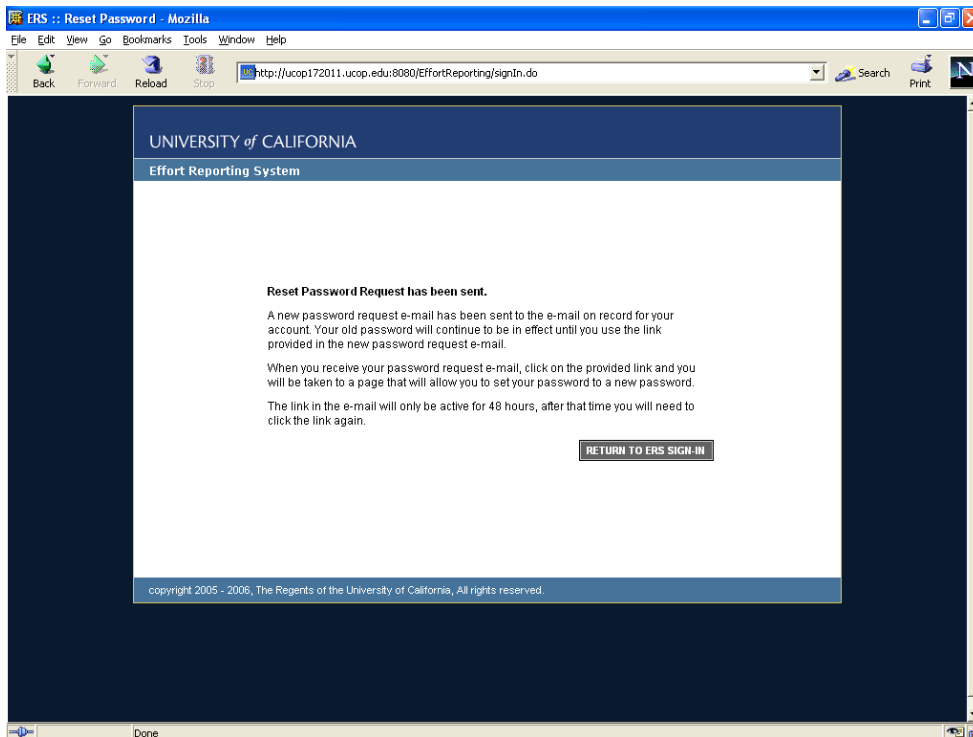 ERS :: Reset Password - Mozilla
File Edit View Go Bookmarks Tools Window Help
Back Forward Reload Stop
http://ucop172011.ucop.edu:8080/EffortReporting/signIn.do
Search Print
N
UNIVERSITY of CALIFORNIA
Effort Reporting System
Reset Password Request has been sent.
A new password request e-mail has been sent to the e-mail on record for your
account. Your old password will continue to be in effect until you use the link
provided in the new password request e-mail.
When you receive your password request e-mail, click on the provided link and you
will be taken to a page that will allow you to set your password to a new password.
The link in the e-mail will only be active for 48 hours, after that time you will need to
click the link again.
RETURN TO ERS SIGN-IN
copyright 2005 - 2006, The Regents of the University of California, All rights reserved.
Done